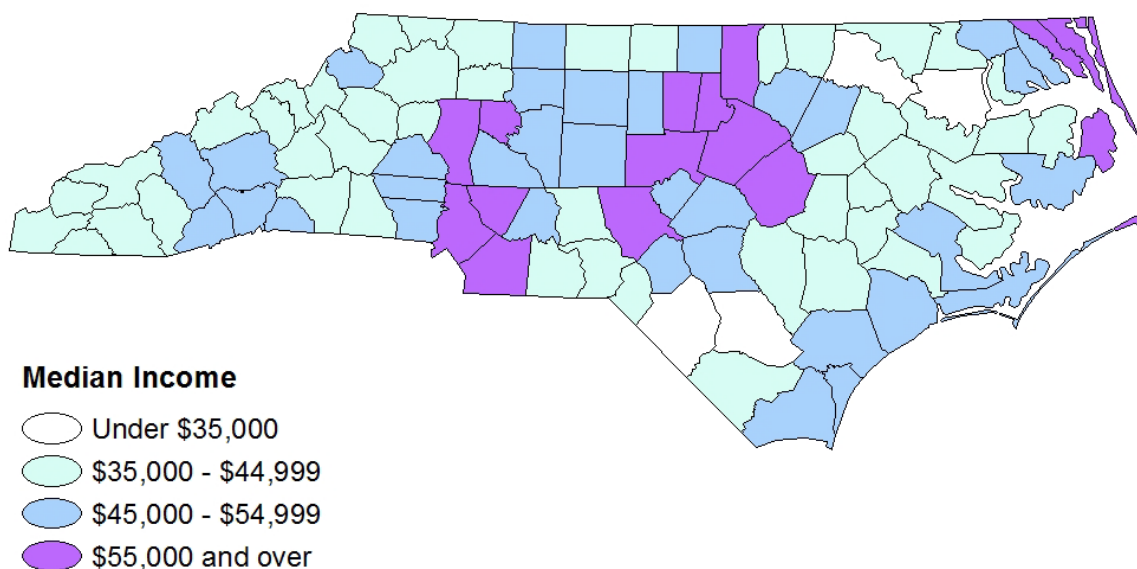 Median Income
Under $35,000
$35,000 - $44,999
$45,000 - $54,999
$55,000 and over